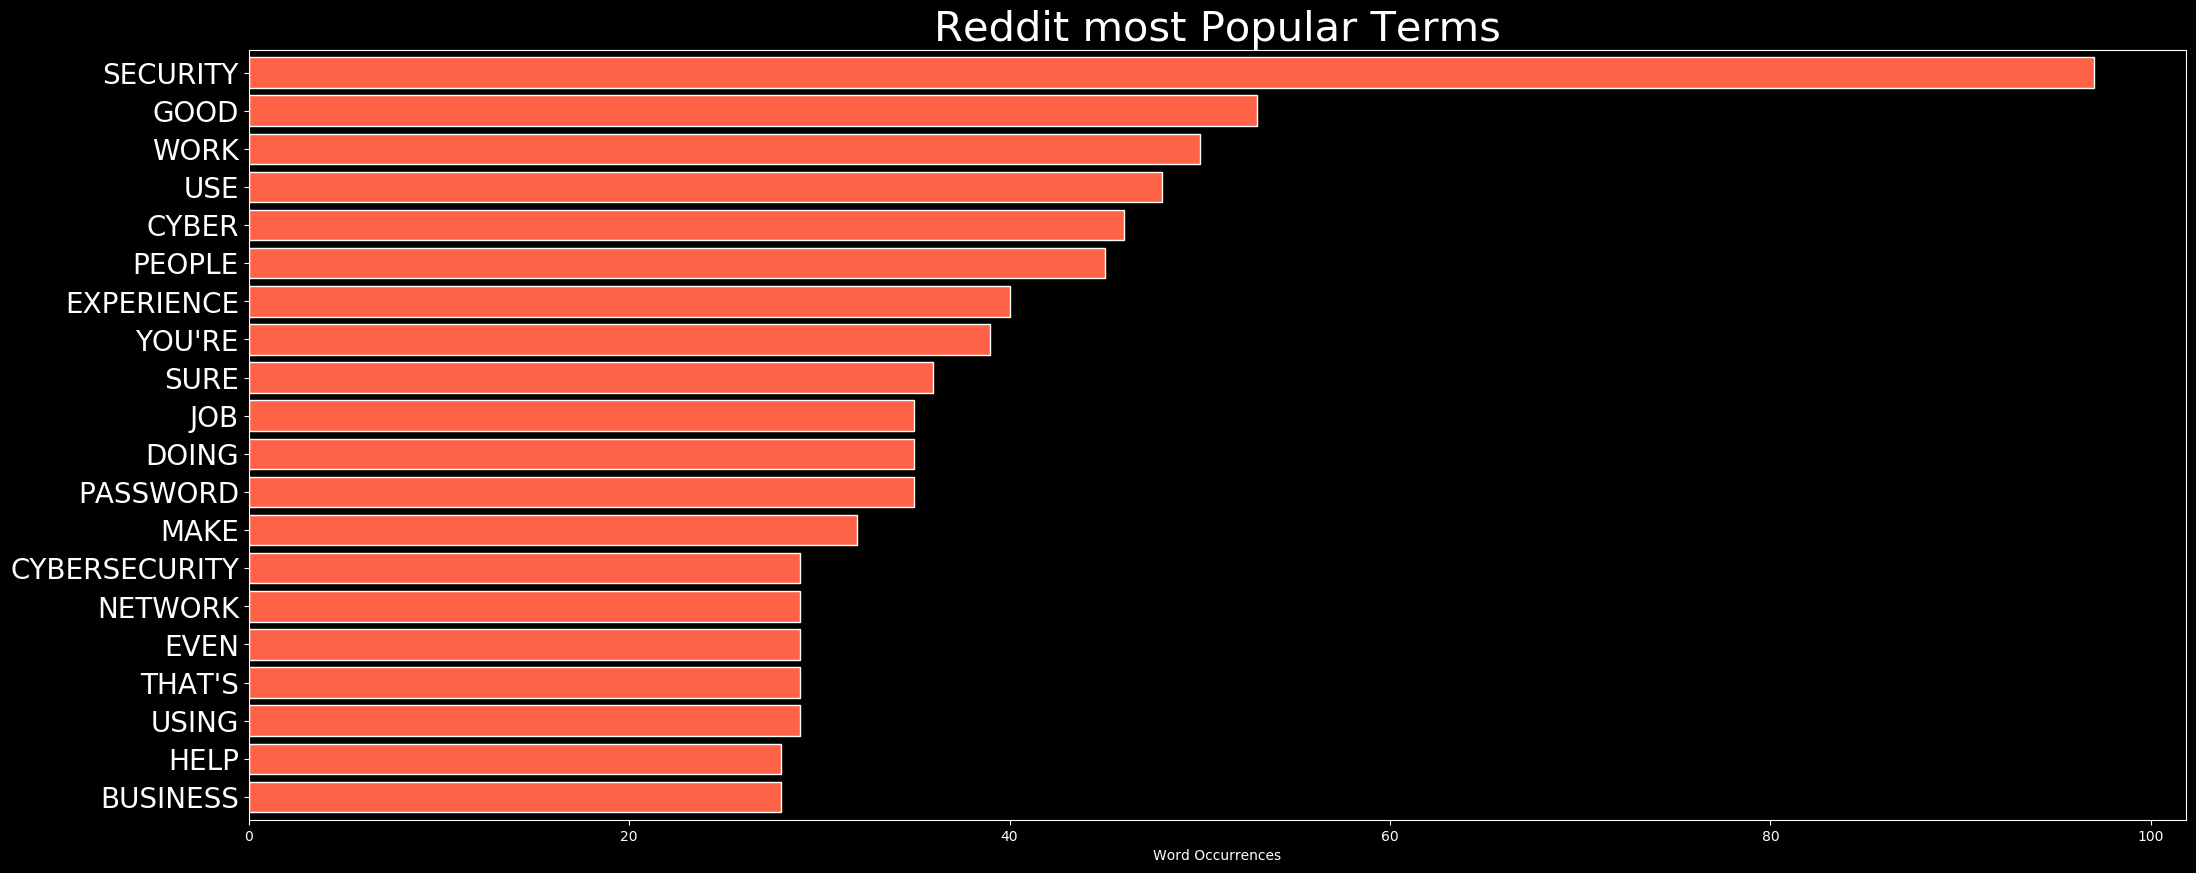 Reddit most Popular Terms
SECURITY
GOOD
WORK
USE
CYBER
PEOPLE
EXPERIENCE
YOU'RE
SURE
JOB
DOING
PASSWORD
MAKE
CYBERSECURITY
NETWORK
EVEN
THAT'S
USING
HELP
BUSINESS
0 20 40 60 80 100
Word Occurrences